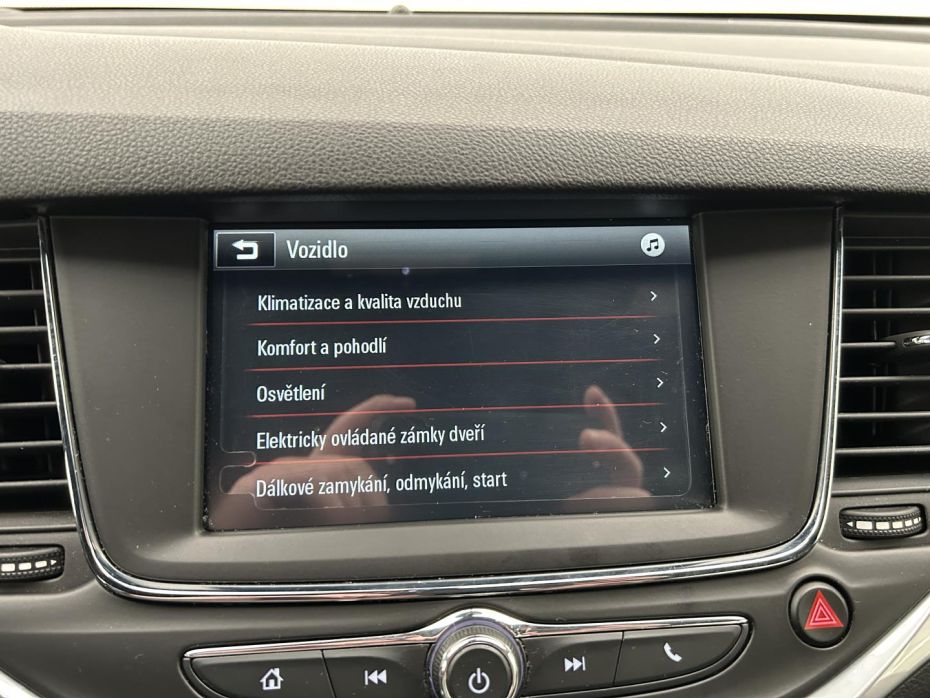 Vozidlo
Klimatizace a kvalita vzduchu
Komfort a pohodlí
Osvětlení
Elektricky ovládané zámky dveří
Dálkové zamykání, odmykání, start